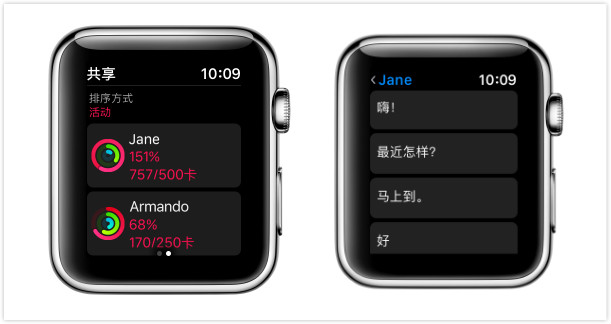 共享 10:09
排序方式
活动
Jane
151%
757/500卡
Armando
68%
170/250卡
Jane 10:09
嗨！
最近怎样？
马上到。
好